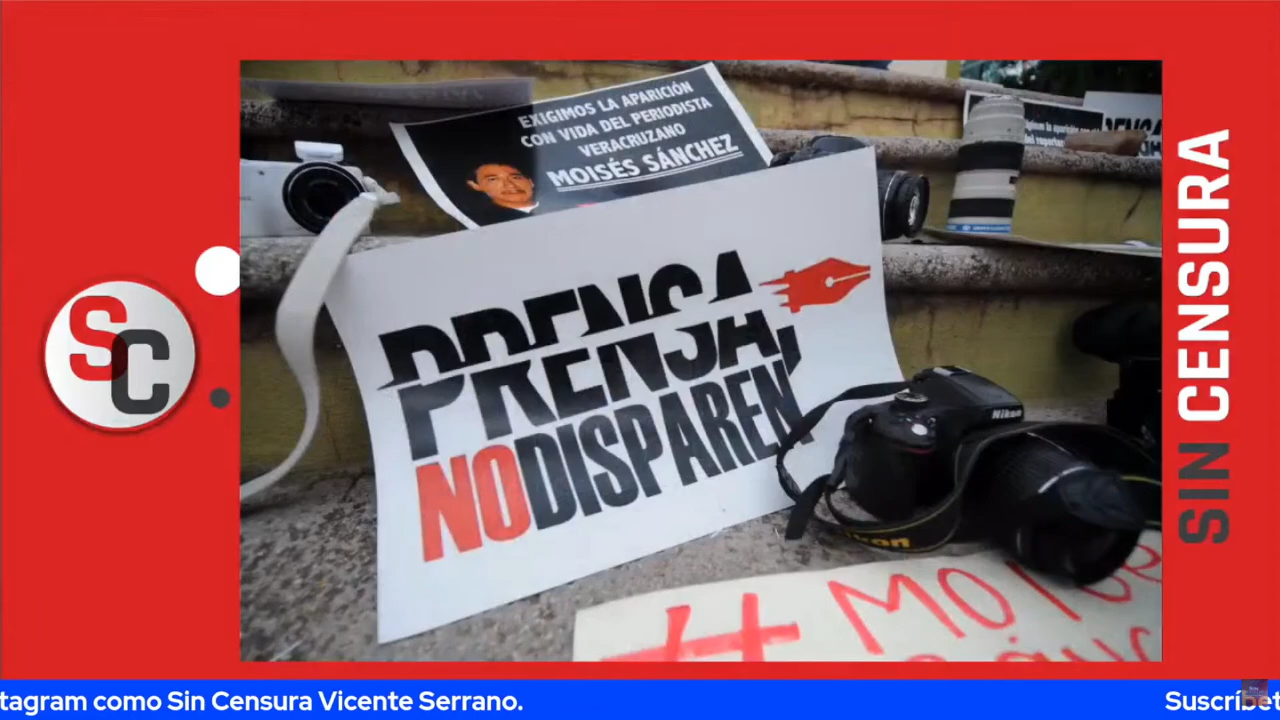 EXIGIMOS LA APARICIÓN
CON VIDA DEL PERIODISTA
VERACRUZANO
MOISÉS SÁNCHEZ
PRENSA,
NO DISPAREN
Nikon
Nikon
SC
SIN CENSURA
tagram como Sin Censura Vicente Serrano.
Suscríbet